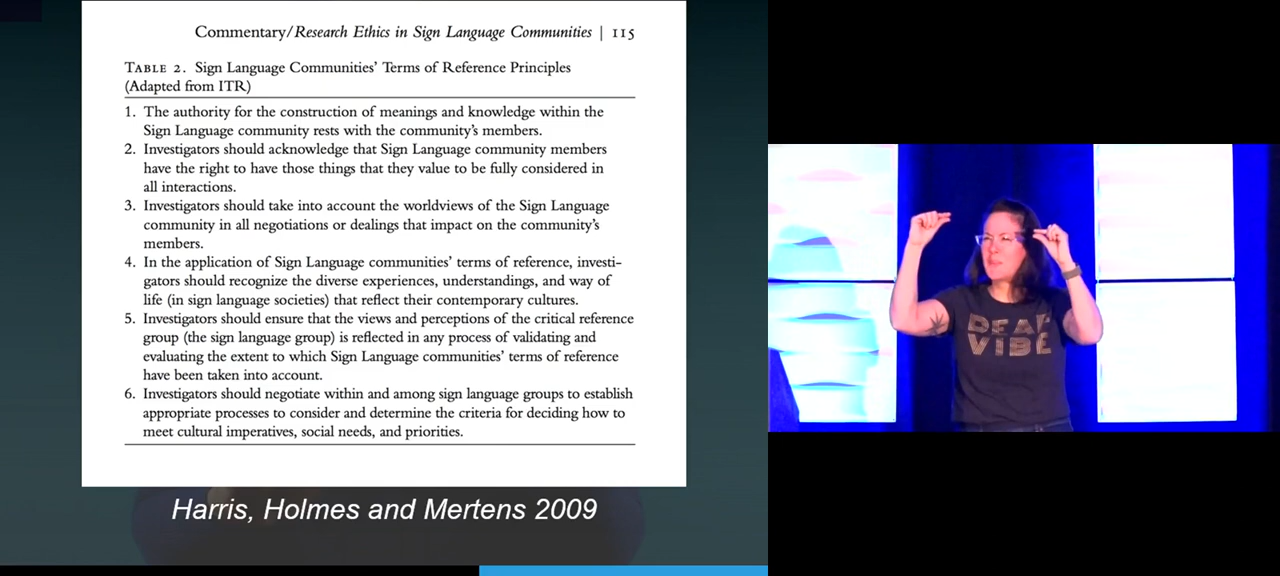 Commentary/Research Ethics in Sign Language Communities | 115
TABLE 2. Sign Language Communities' Terms of Reference Principles
(Adapted from ITR)
1. The authority for the construction of meanings and knowledge within the
Sign Language community rests with the community's members.
2. Investigators should acknowledge that Sign Language community members
have the right to have those things that they value to be fully considered in
all interactions.
3. Investigators should take into account the worldviews of the Sign Language
community in all negotiations or dealings that impact on the community's
members.
4. In the application of Sign Language communities' terms of reference, investi-
gators should recognize the diverse experiences, understandings, and way of
life (in sign language societies) that reflect their contemporary cultures.
5. Investigators should ensure that the views and perceptions of the critical reference
group (the sign language group) is reflected in any process of validating and
evaluating the extent to which Sign Language communities' terms of reference
have been taken into account.
6. Investigators should negotiate within and among sign language groups to establish
appropriate processes to consider and determine the criteria for deciding how to
meet cultural imperatives, social needs, and priorities.
Harris, Holmes and Mertens 2009
DEAF
VIBE